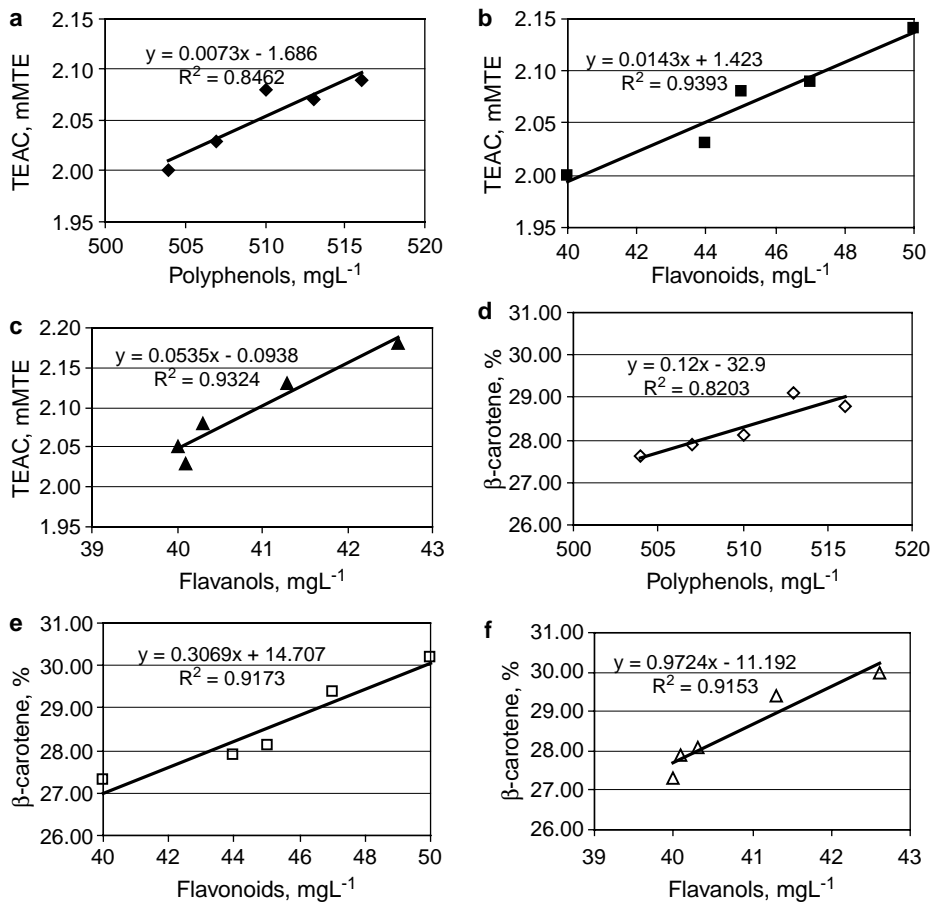 a
TEAC, mMTE
2.15
2.10
2.05
2.00
1.95
y = 0.0073x - 1.686
R² = 0.8462
500 505 510 515 520
Polyphenols, mgL⁻¹
b
TEAC, mMTE
2.15
2.10
2.05
2.00
1.95
y = 0.0143x + 1.423
R² = 0.9393
40 42 44 46 48 50
Flavonoids, mgL⁻¹
c
TEAC, mMTE
2.20
2.15
2.10
2.05
2.00
1.95
y = 0.0535x - 0.0938
R² = 0.9324
39 40 41 42 43
Flavanols, mgL⁻¹
d
β-carotene, %
31.00
29.00
28.00
27.00
26.00
y = 0.12x - 32.9
R² = 0.8203
500 505 510 515 520
Polyphenols, mgL⁻¹
e
β-carotene, %
31.00
30.00
29.00
28.00
27.00
26.00
y = 0.3069x + 14.707
R² = 0.9173
40 42 44 46 48 50
Flavonoids, mgL⁻¹
f
β-carotene, %
31.00
30.00
29.00
28.00
27.00
26.00
y = 0.9724x - 11.192
R² = 0.9153
39 40 41 42 43
Flavanols, mgL⁻¹